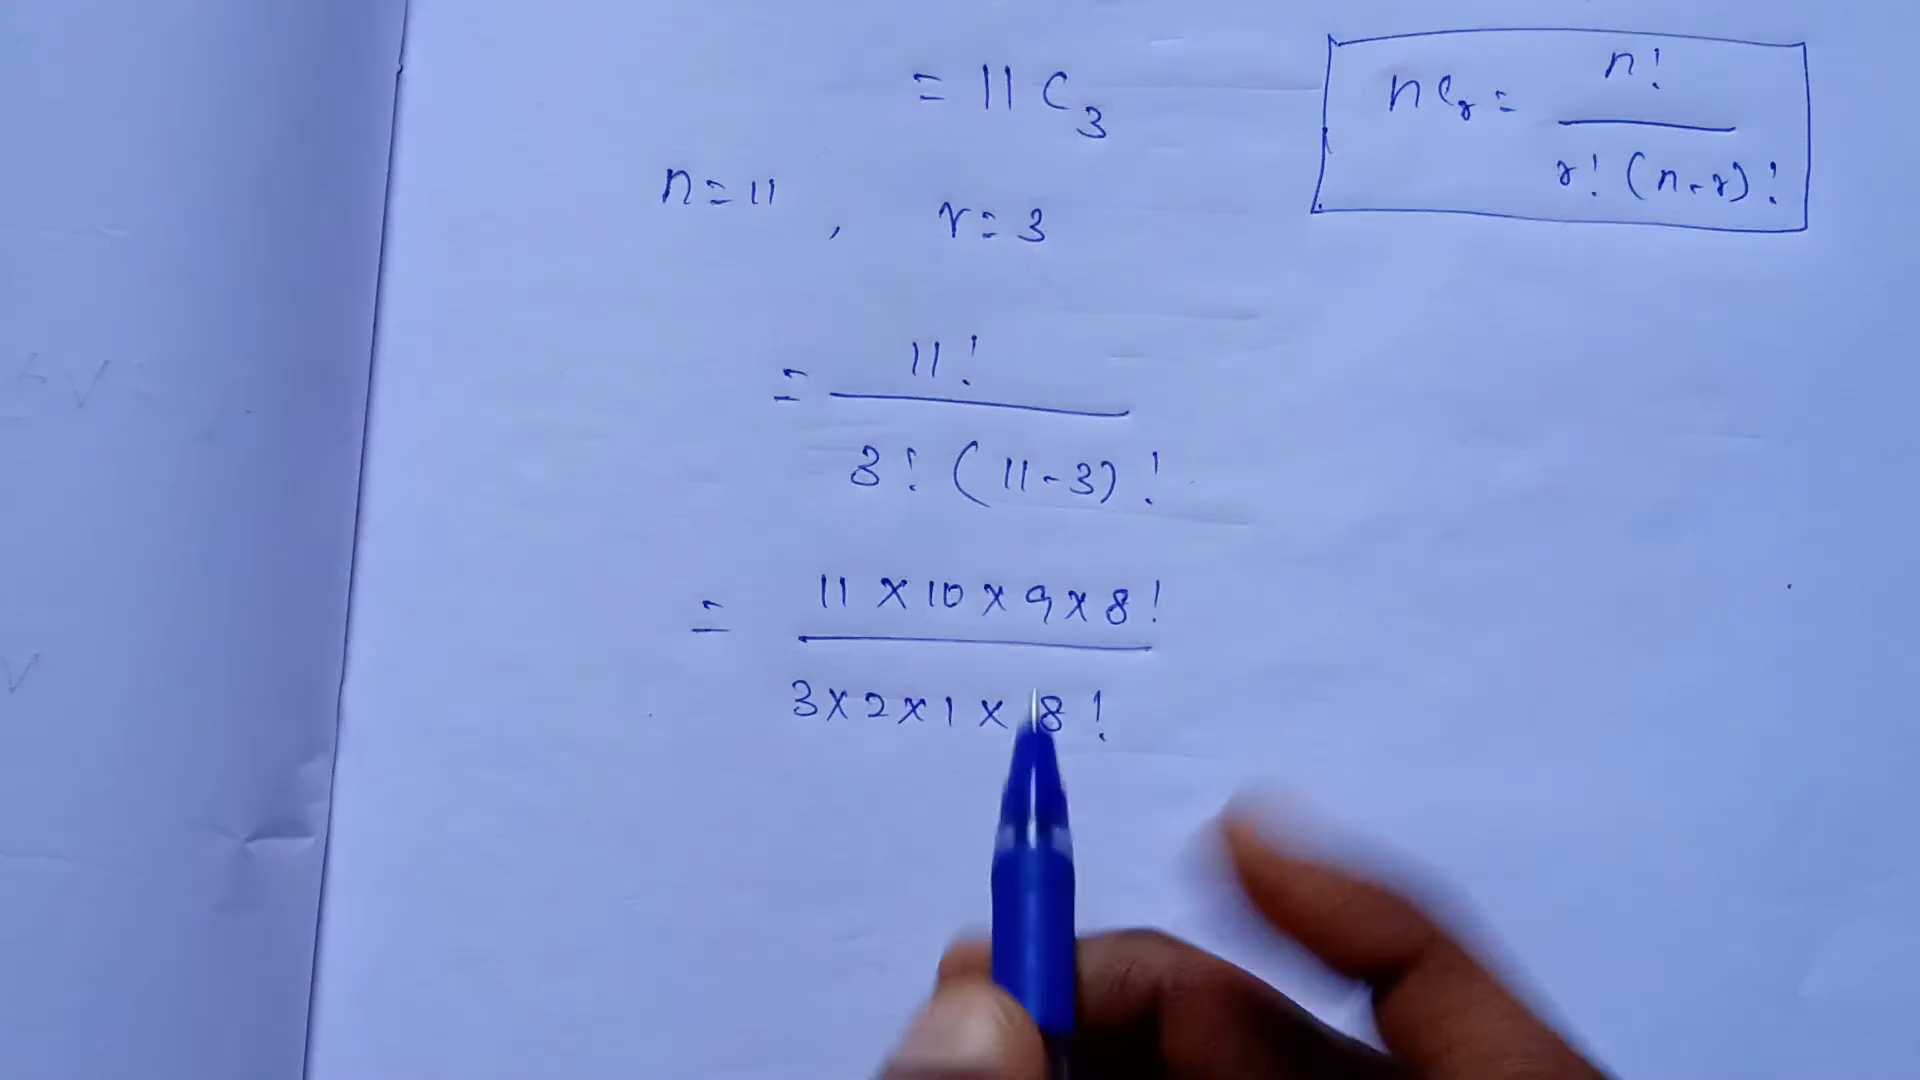 = 11 C₃
nCr = n! / r! (n-r)!
n = 11 , r = 3
= 11! / 3! (11-3)!
= 11 × 10 × 9 × 8! / 3 × 2 × 1 × 8!